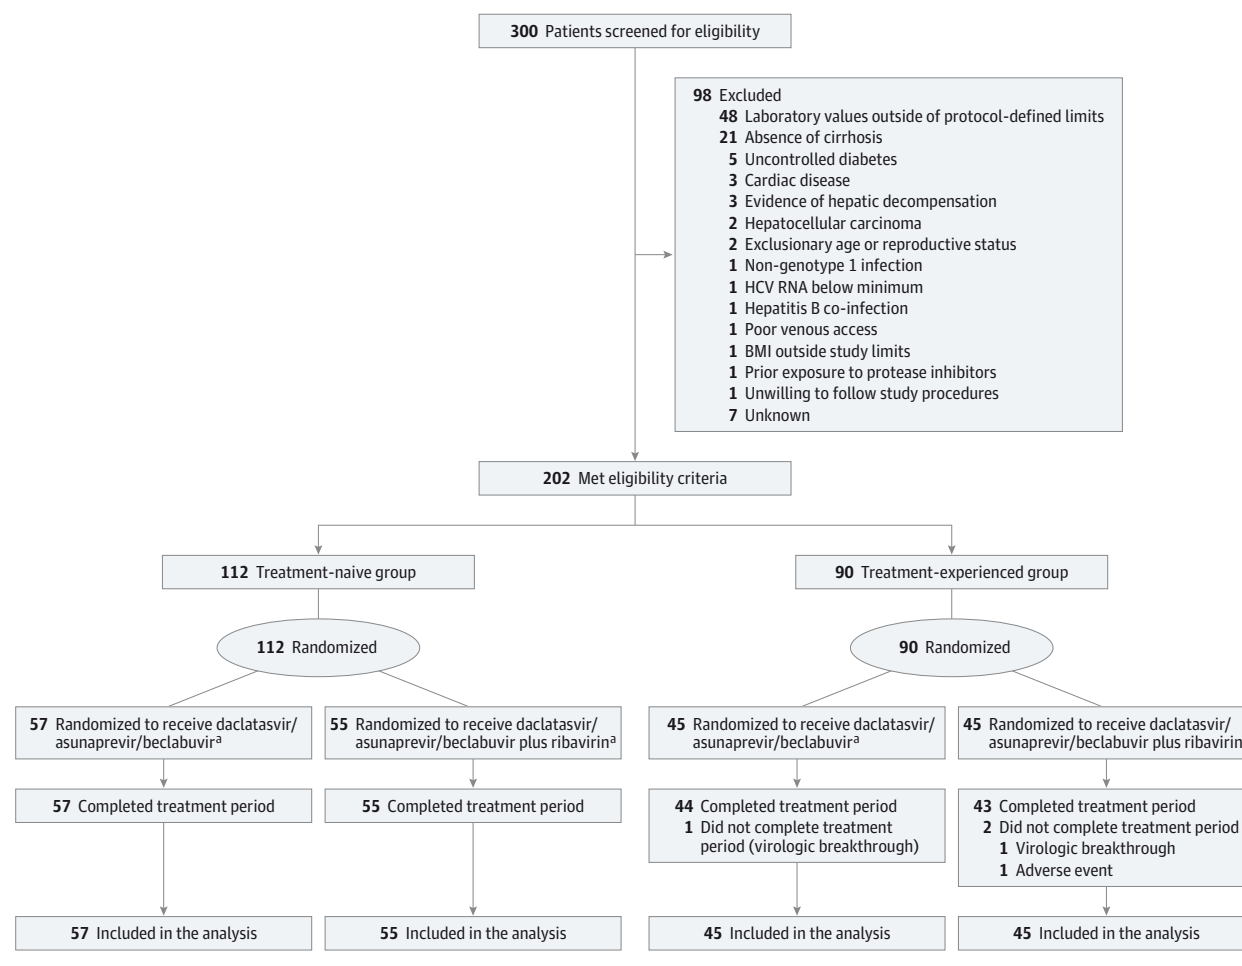 300 Patients screened for eligibility
98 Excluded
48 Laboratory values outside of protocol-defined limits
21 Absence of cirrhosis
5 Uncontrolled diabetes
3 Cardiac disease
3 Evidence of hepatic decompensation
2 Hepatocellular carcinoma
2 Exclusionary age or reproductive status
1 Non-genotype 1 infection
1 HCV RNA below minimum
1 Hepatitis B co-infection
1 Poor venous access
1 BMI outside study limits
1 Prior exposure to protease inhibitors
1 Unwilling to follow study procedures
7 Unknown
202 Met eligibility criteria
112 Treatment-naive group
90 Treatment-experienced group
112 Randomized
90 Randomized
57 Randomized to receive daclatasvir/
asunaprevir/beclabuvirᵃ
55 Randomized to receive daclatasvir/
asunaprevir/beclabuvir plus ribavirinᵃ
45 Randomized to receive daclatasvir/
asunaprevir/beclabuvirᵃ
45 Randomized to receive daclatasvir/
asunaprevir/beclabuvir plus ribavirin
57 Completed treatment period
55 Completed treatment period
44 Completed treatment period
1 Did not complete treatment
period (virologic breakthrough)
43 Completed treatment period
2 Did not complete treatment period
1 Virologic breakthrough
1 Adverse event
57 Included in the analysis
55 Included in the analysis
45 Included in the analysis
45 Included in the analysis